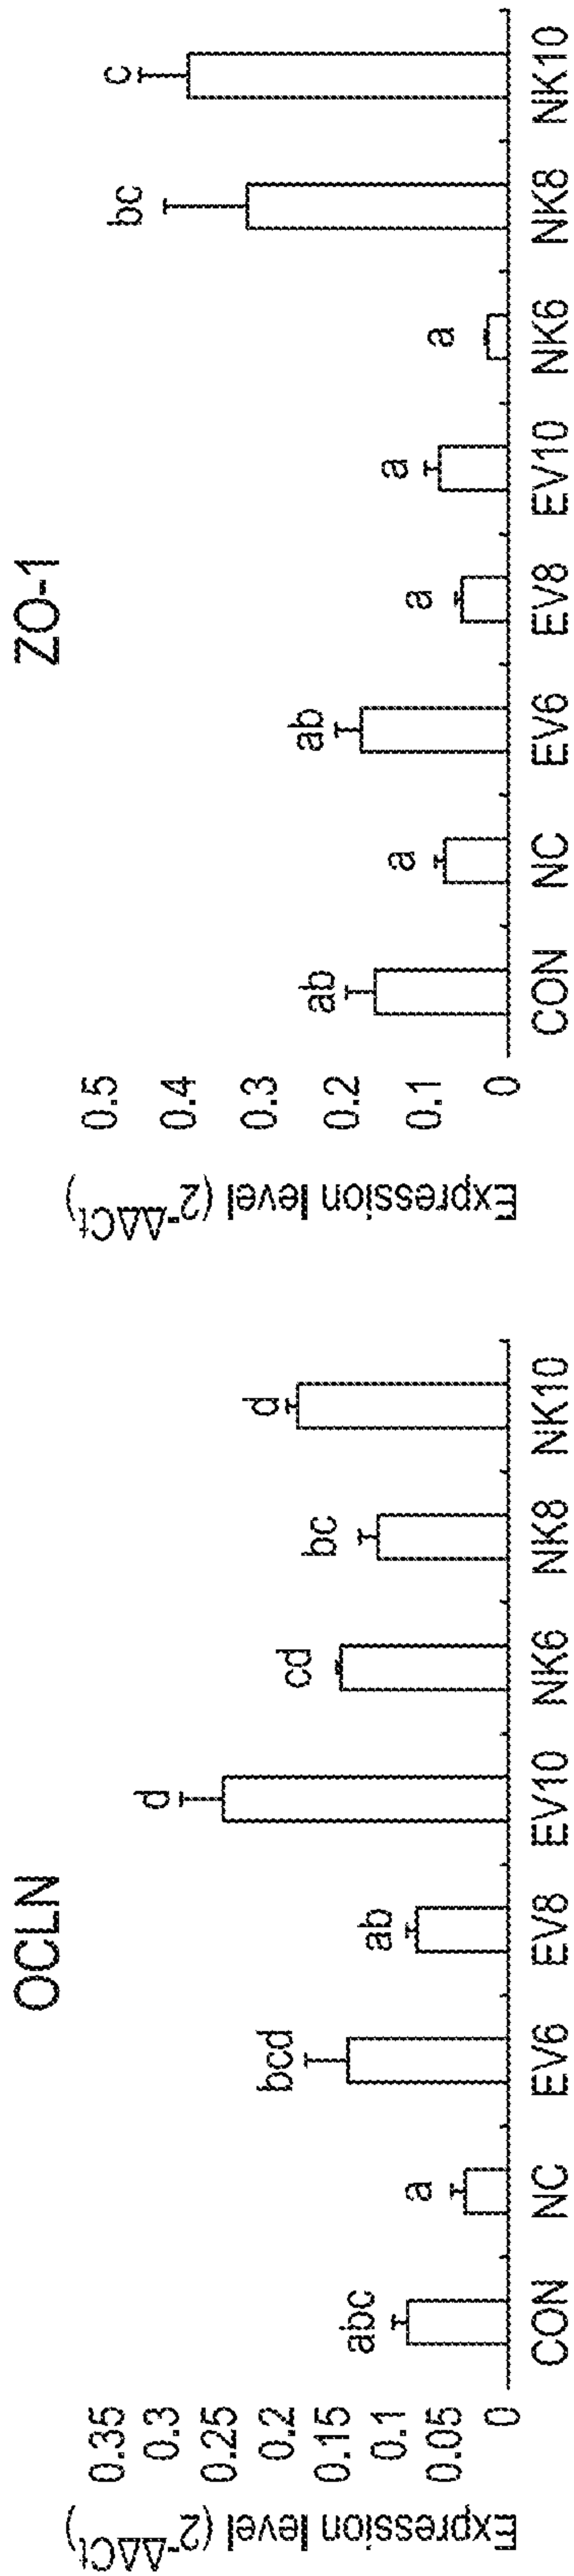 OCLN
Expression level (2^-ΔΔCt)
0.35
0.3
0.25
0.2
0.15
0.1
0.05
0
abc
a
bcd
ab
d
cd
bc
d
CON NC EV6 EV8 EV10 NK6 NK8 NK10
ZO-1
Expression level (2^-ΔΔCt)
0.5
0.4
0.3
0.2
0.1
0
ab
a
ab
a
a
a
bc
c
CON NC EV6 EV8 EV10 NK6 NK8 NK10